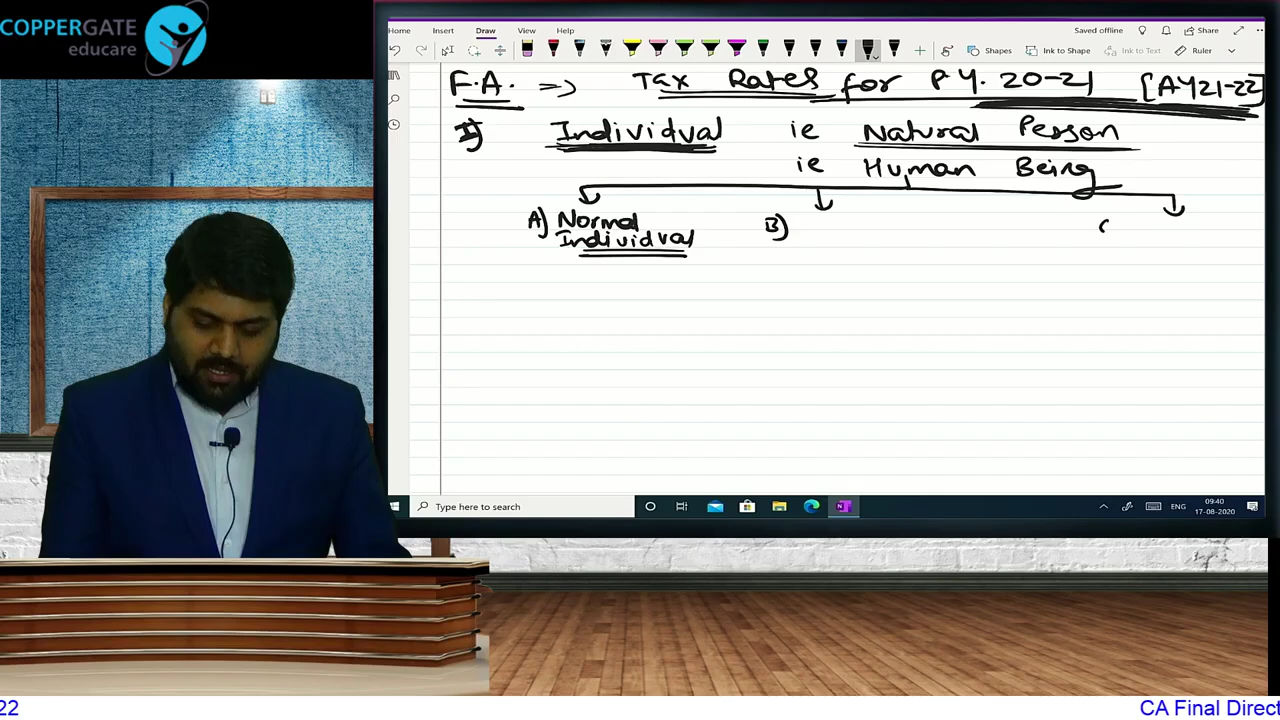 COPPERGATE
educare
Home Insert Draw View Help
Saved offline
Share
Shapes
Ink to Shape
Ink to Text
Ruler
F.A. => Tax Rates for P.Y. 20-21 [AY21-22]
I) Individual ie Natural Person
ie Human Being
A) Normal Individual
B)
C
Type here to search
ENG
09:40
17-08-2020
22
CA Final Direct